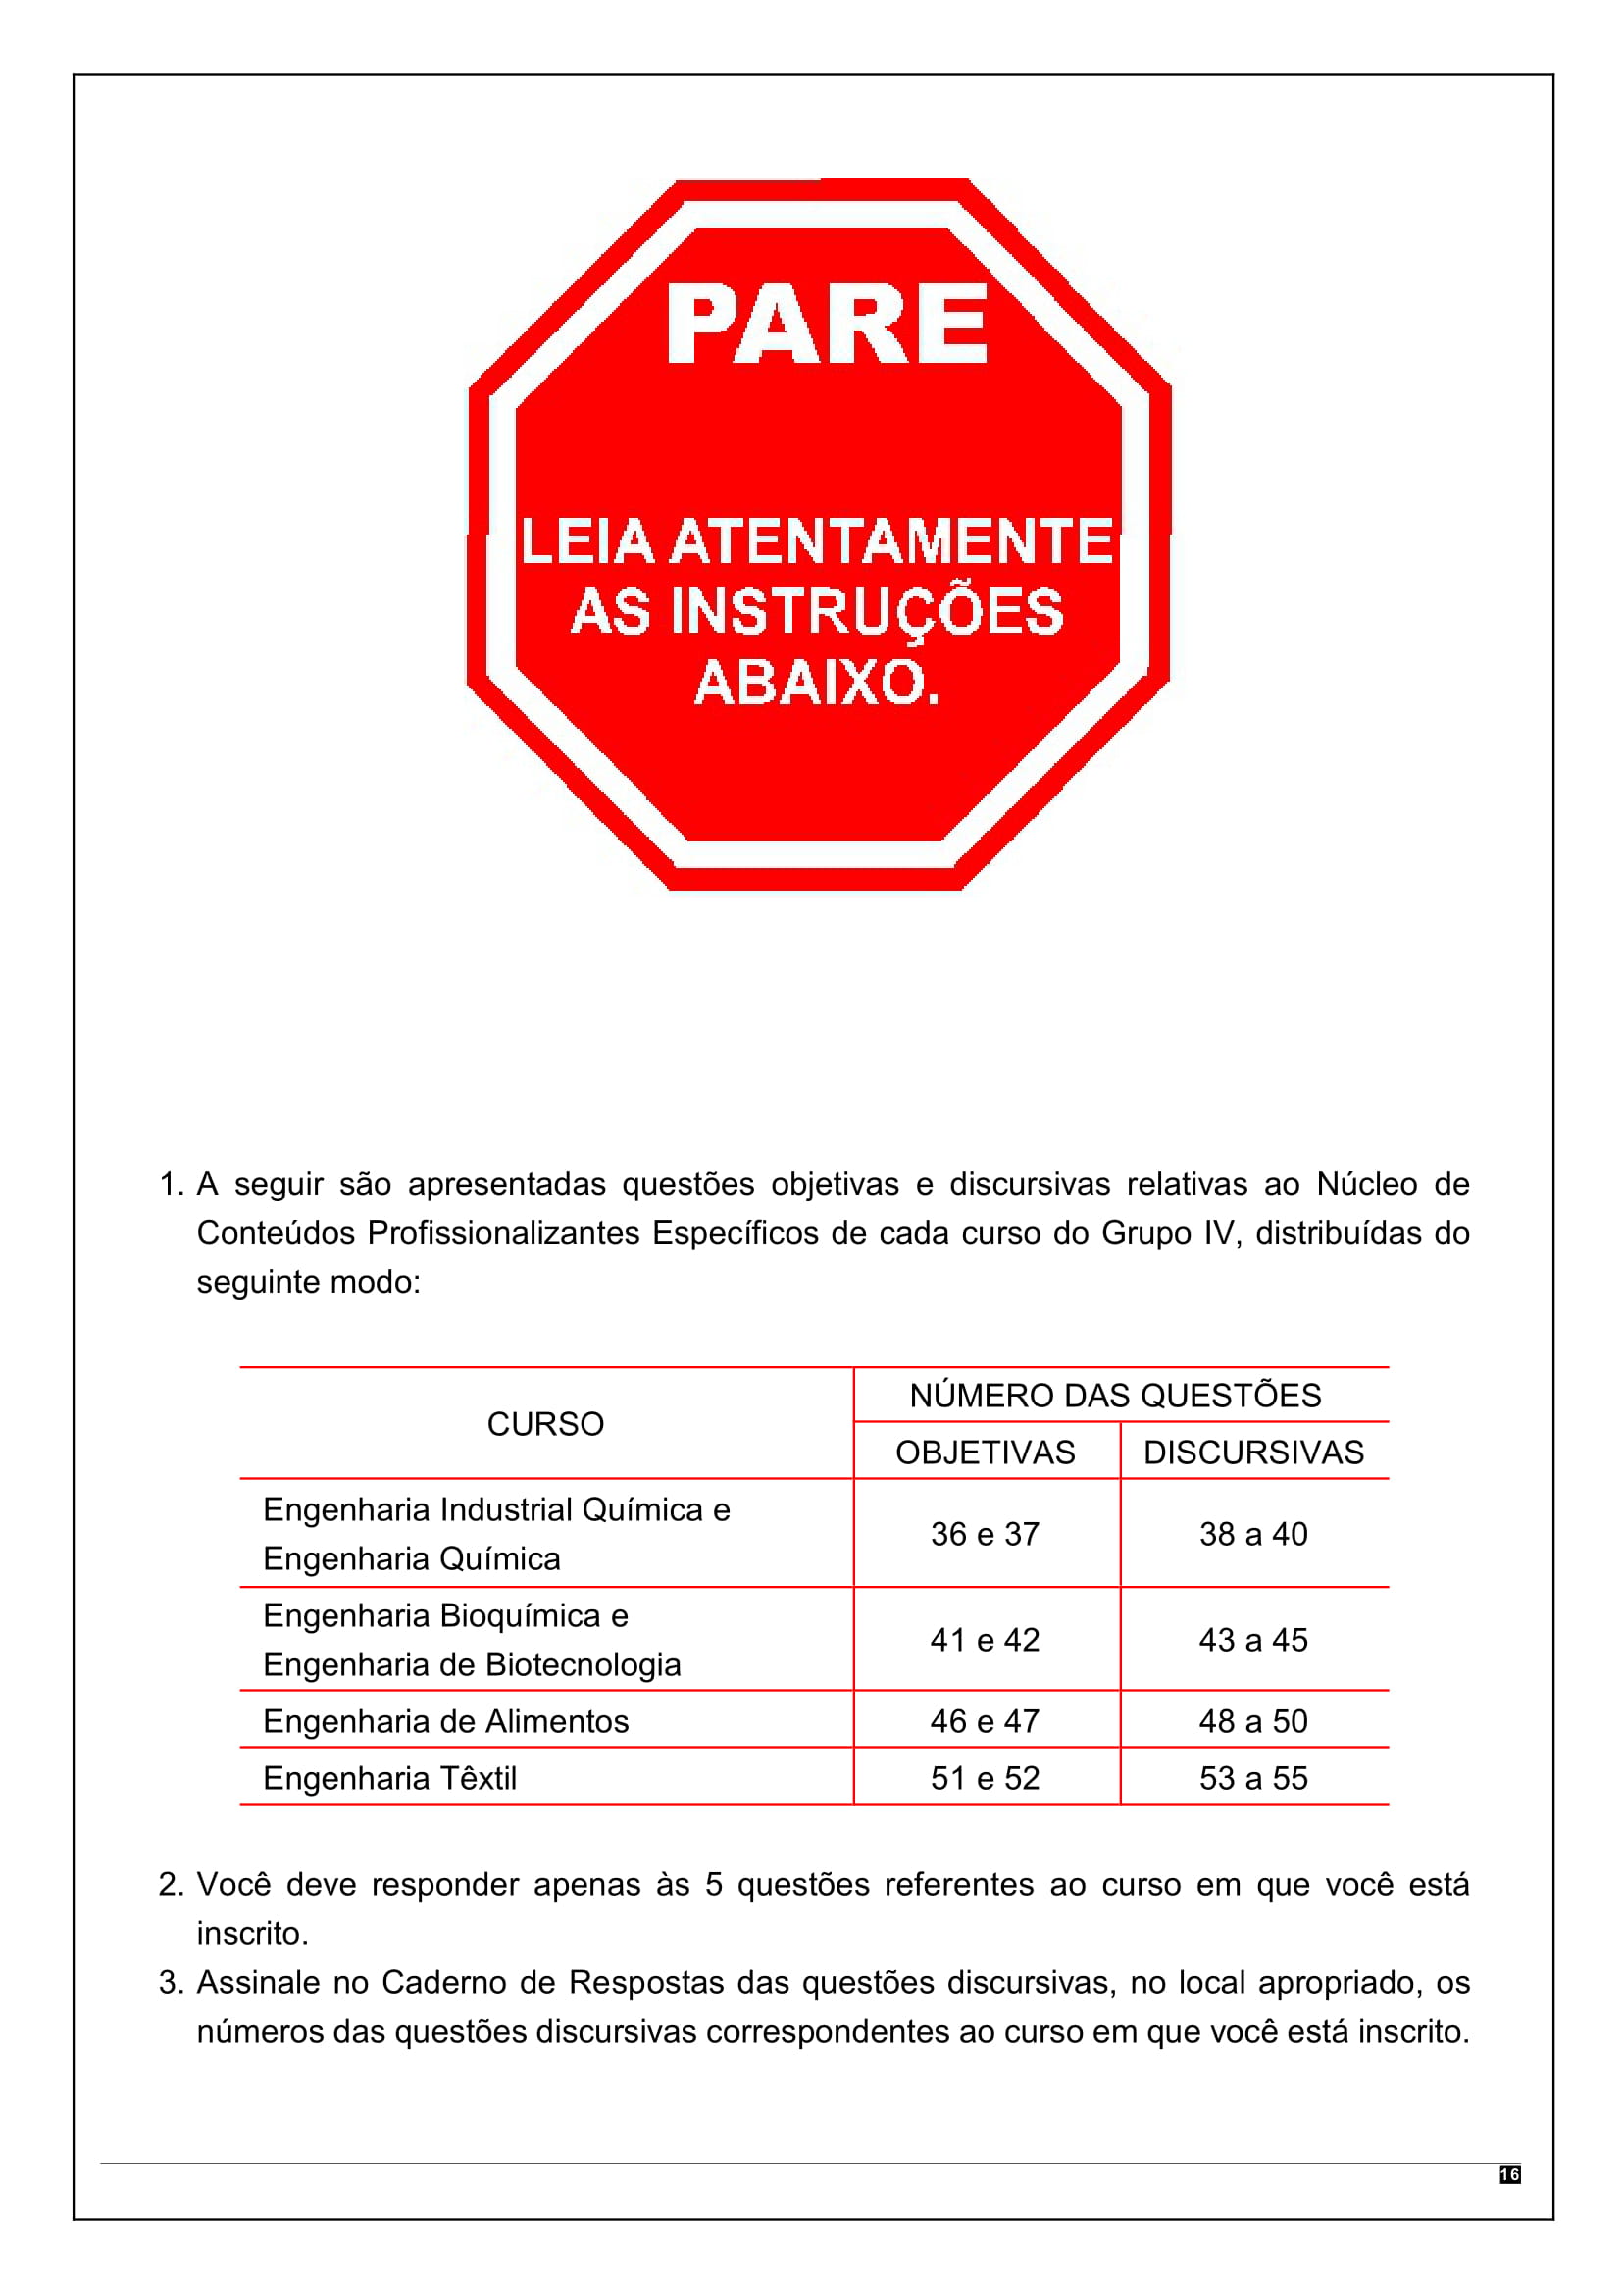 PARE
LEIA ATENTAMENTE
AS INSTRUÇÕES
ABAIXO.
1. A seguir são apresentadas questões objetivas e discursivas relativas ao Núcleo de
Conteúdos Profissionalizantes Específicos de cada curso do Grupo IV, distribuídas do
seguinte modo:
CURSO
NÚMERO DAS QUESTÕES
OBJETIVAS DISCURSIVAS
Engenharia Industrial Química e
Engenharia Química
36 e 37 38 a 40
Engenharia Bioquímica e
Engenharia de Biotecnologia
41 e 42 43 a 45
Engenharia de Alimentos 46 e 47 48 a 50
Engenharia Têxtil 51 e 52 53 a 55
2. Você deve responder apenas às 5 questões referentes ao curso em que você está
inscrito.
3. Assinale no Caderno de Respostas das questões discursivas, no local apropriado, os
números das questões discursivas correspondentes ao curso em que você está inscrito.
16